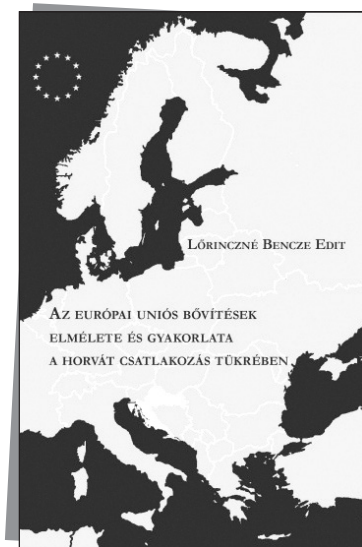 Lőrinczné Bencze Edit
Az európai uniós bővítések
elmélete és gyakorlata
a horvát csatlakozás tükrében